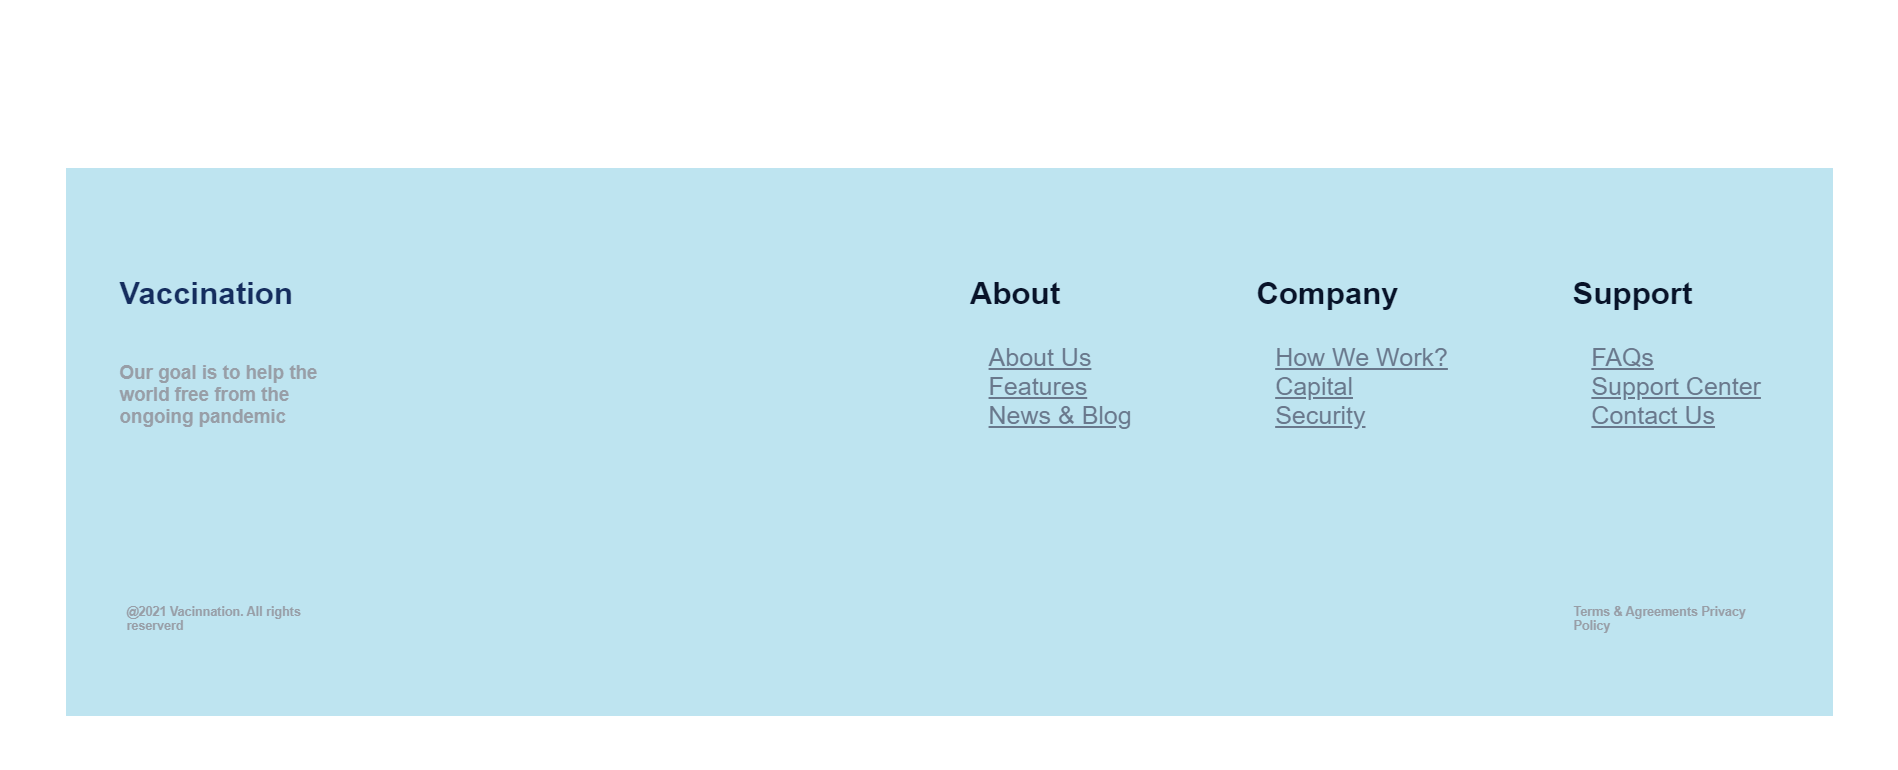 Vaccination
Our goal is to help the
world free from the
ongoing pandemic
About
About Us
Features
News & Blog
Company
How We Work?
Capital
Security
Support
FAQs
Support Center
Contact Us
@2021 Vacinnation. All rights
reserverd
Terms & Agreements Privacy
Policy